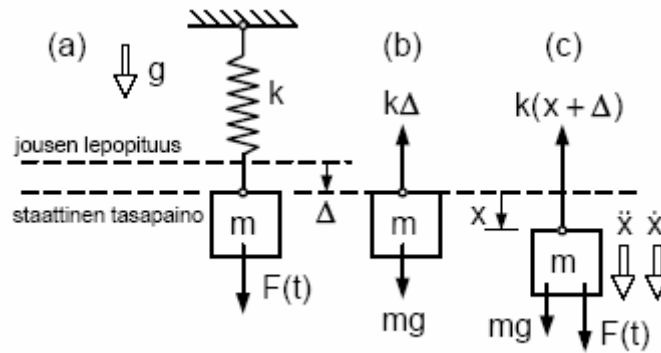 (a)
g
k
(b)
(c)
kΔ
k(x + Δ)
jousen lepopituus
staattinen tasapaino
Δ
x
m
m
m
ẍ ẋ
F(t)
mg
mg
F(t)